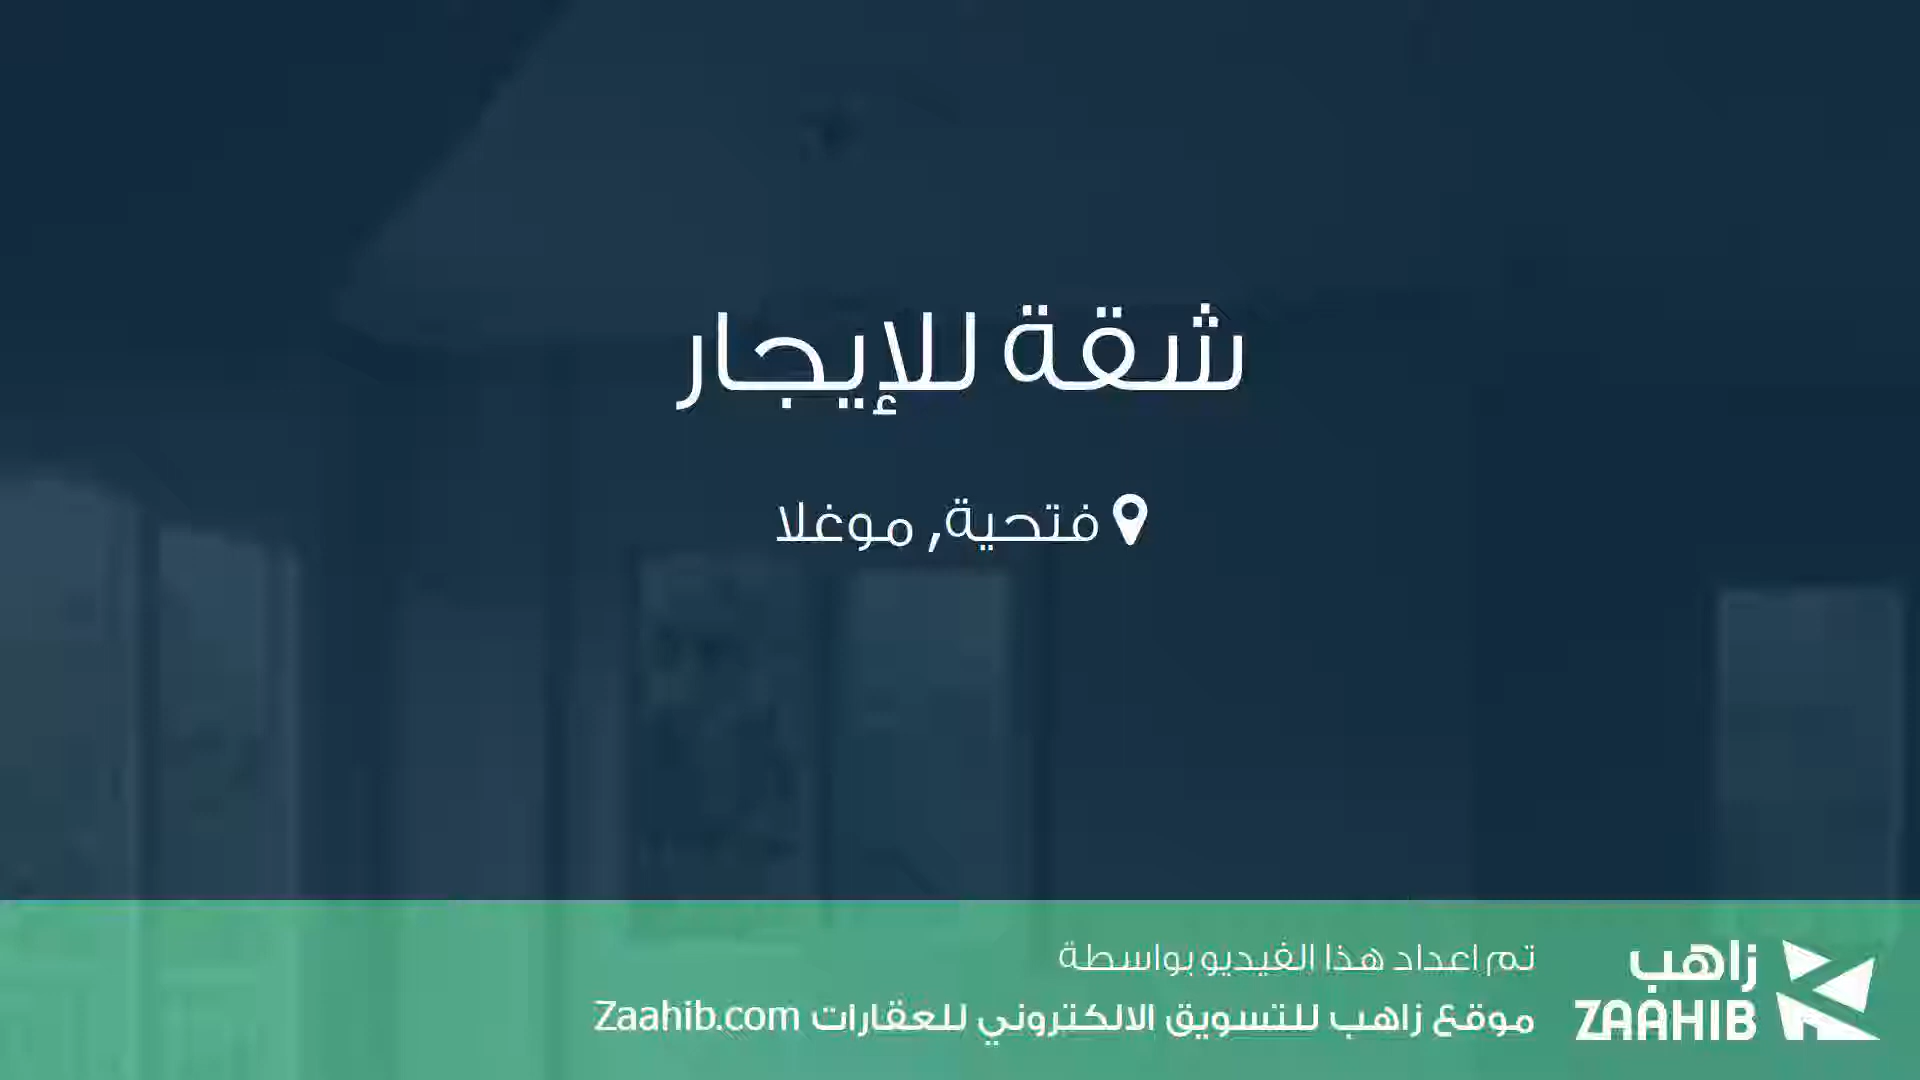 شقة للإيجار
فتحية, موغلا
تم اعداد هذا الفيديو بواسطة
موقع زاهب للتسويق الالكتروني للعقارات Zaahib.com
زاهب
ZAAHIB